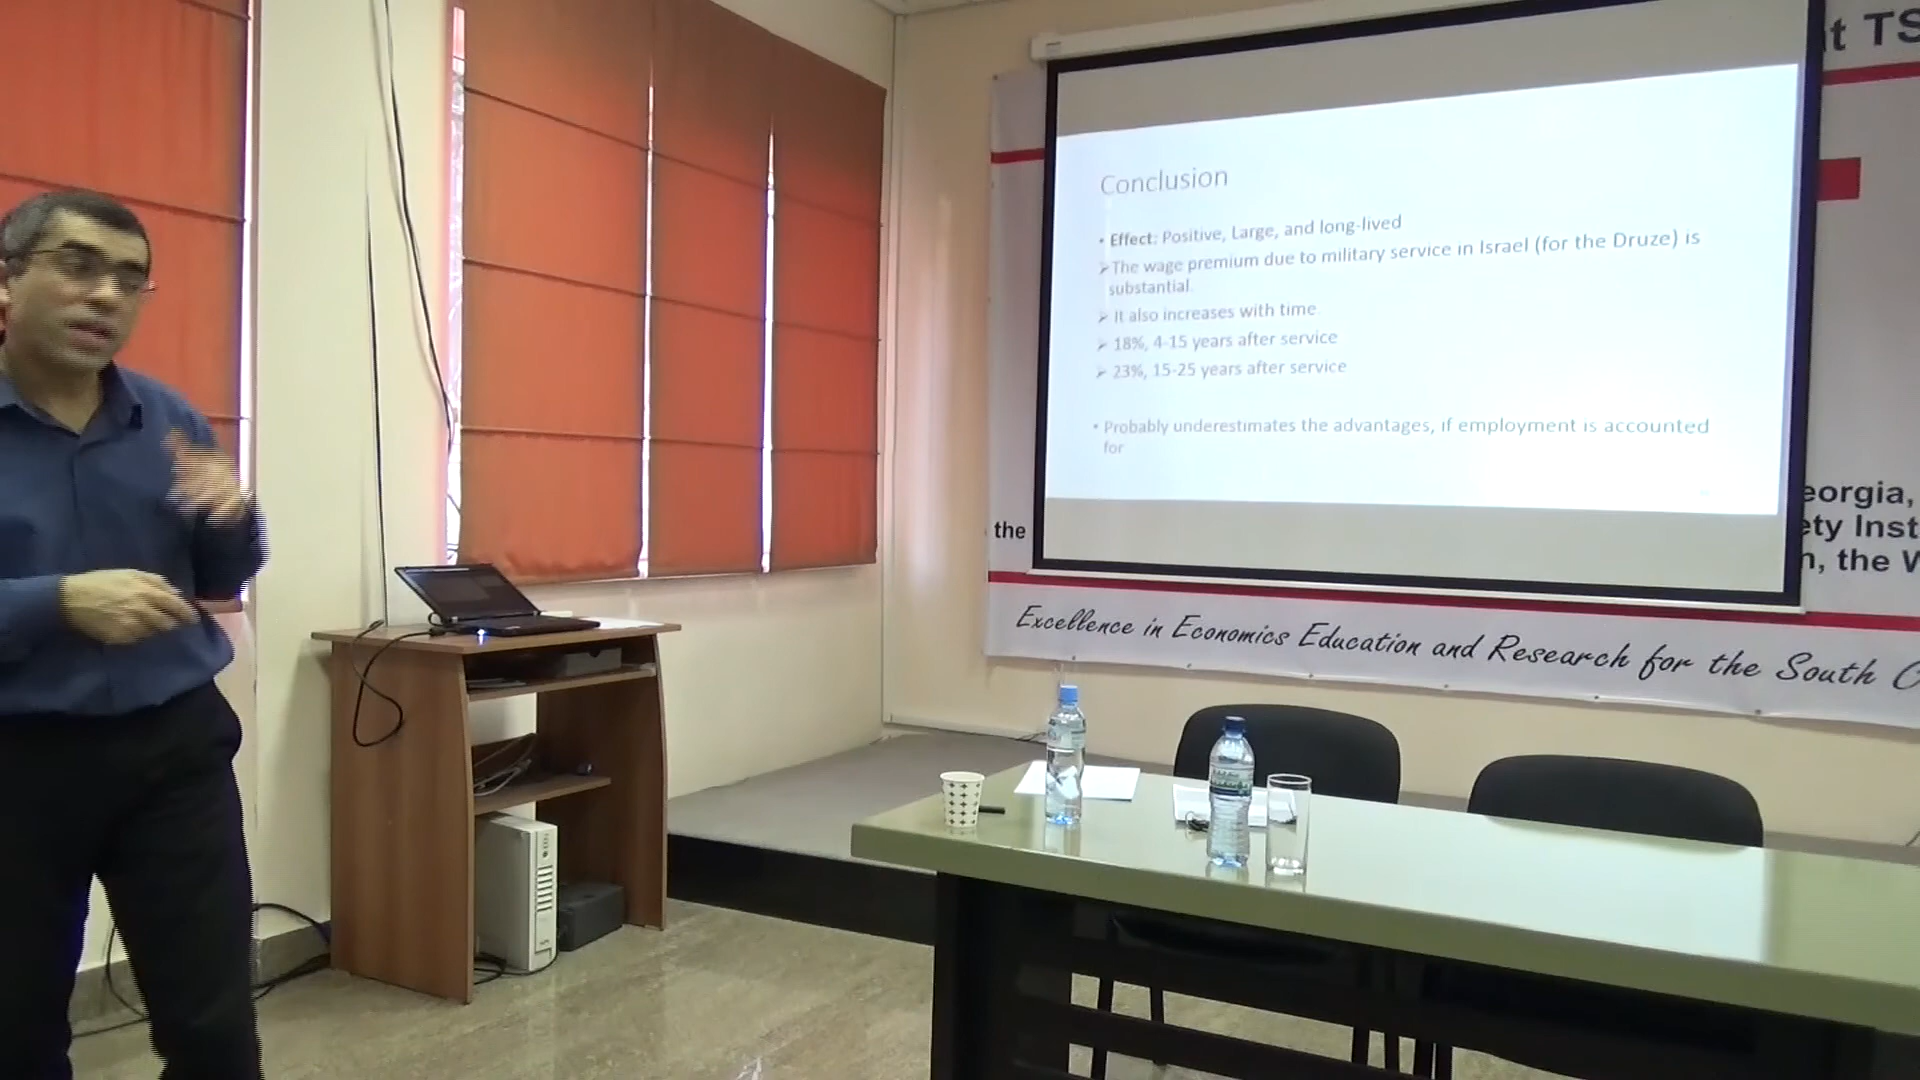 t TS
Conclusion
• Effect: Positive, Large, and long-lived
➢ The wage premium due to military service in Israel (for the Druze) is
substantial
➢ It also increases with time
➢ 18%, 4-15 years after service
➢ 23%, 15-25 years after service
• Probably underestimates the advantages, if employment is accounted
for
the
eorgia,
ety Inst
n, the W
Excellence in Economics Education and Research for the South C